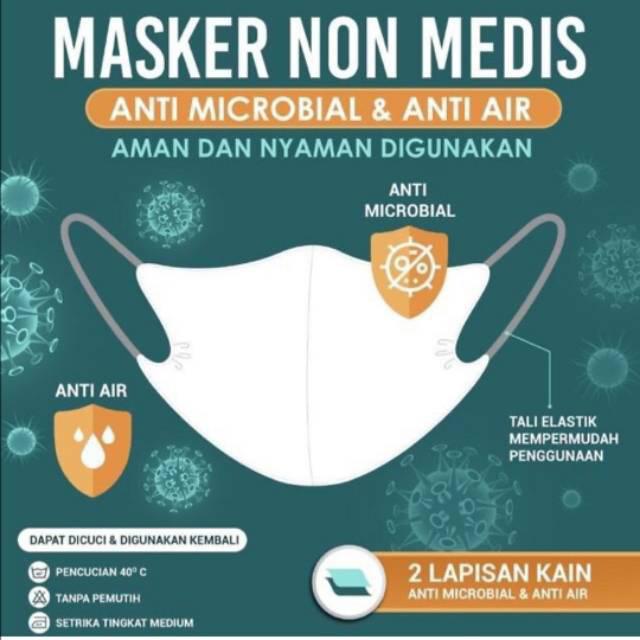 MASKER NON MEDIS
ANTI MICROBIAL & ANTI AIR
AMAN DAN NYAMAN DIGUNAKAN
ANTI
MICROBIAL
ANTI AIR
TALI ELASTIK
MEMPERMUDAH
PENGGUNAAN
DAPAT DICUCI & DIGUNAKAN KEMBALI
PENCUCIAN 40º C
TANPA PEMUTIH
SETRIKA TINGKAT MEDIUM
2 LAPISAN KAIN
ANTI MICROBIAL & ANTI AIR